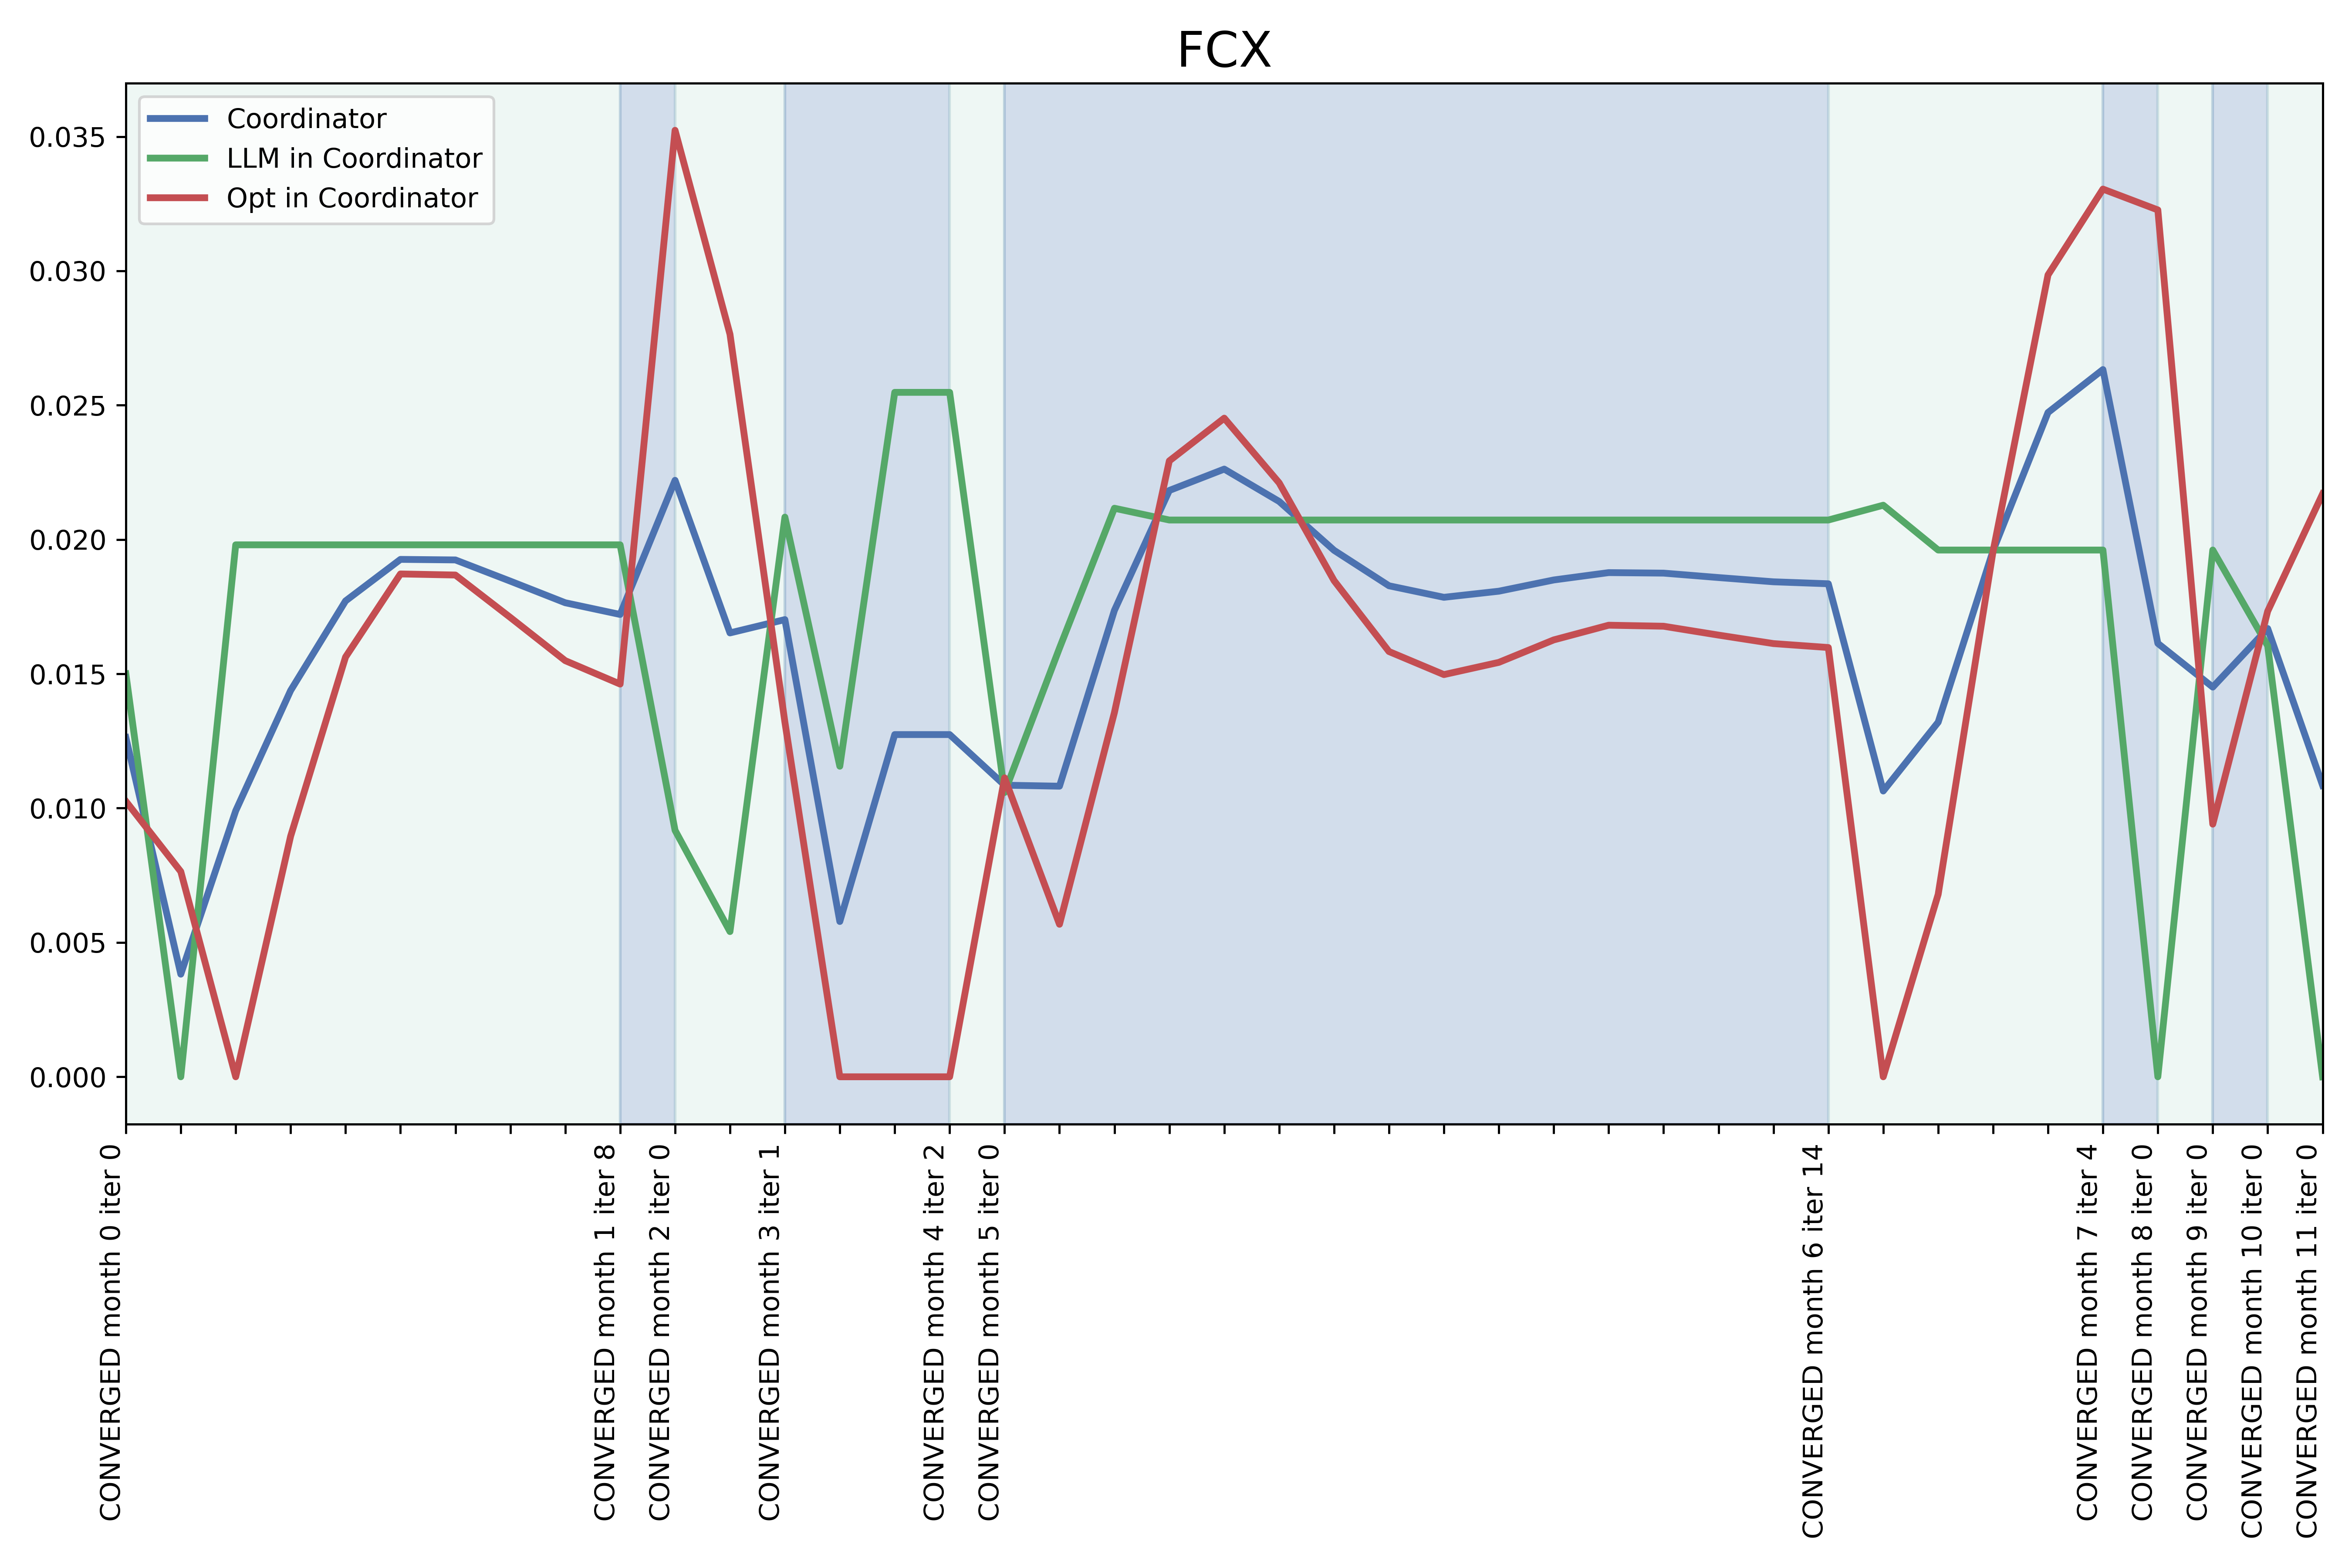 FCX
Coordinator
LLM in Coordinator
Opt in Coordinator
0.035
0.030
0.025
0.020
0.015
0.010
0.005
0.000
CONVERGED month 0 iter 0
CONVERGED month 1 iter 8
CONVERGED month 2 iter 0
CONVERGED month 3 iter 1
CONVERGED month 4 iter 2
CONVERGED month 5 iter 0
CONVERGED month 6 iter 14
CONVERGED month 7 iter 4
CONVERGED month 8 iter 0
CONVERGED month 9 iter 0
CONVERGED month 10 iter 0
CONVERGED month 11 iter 0